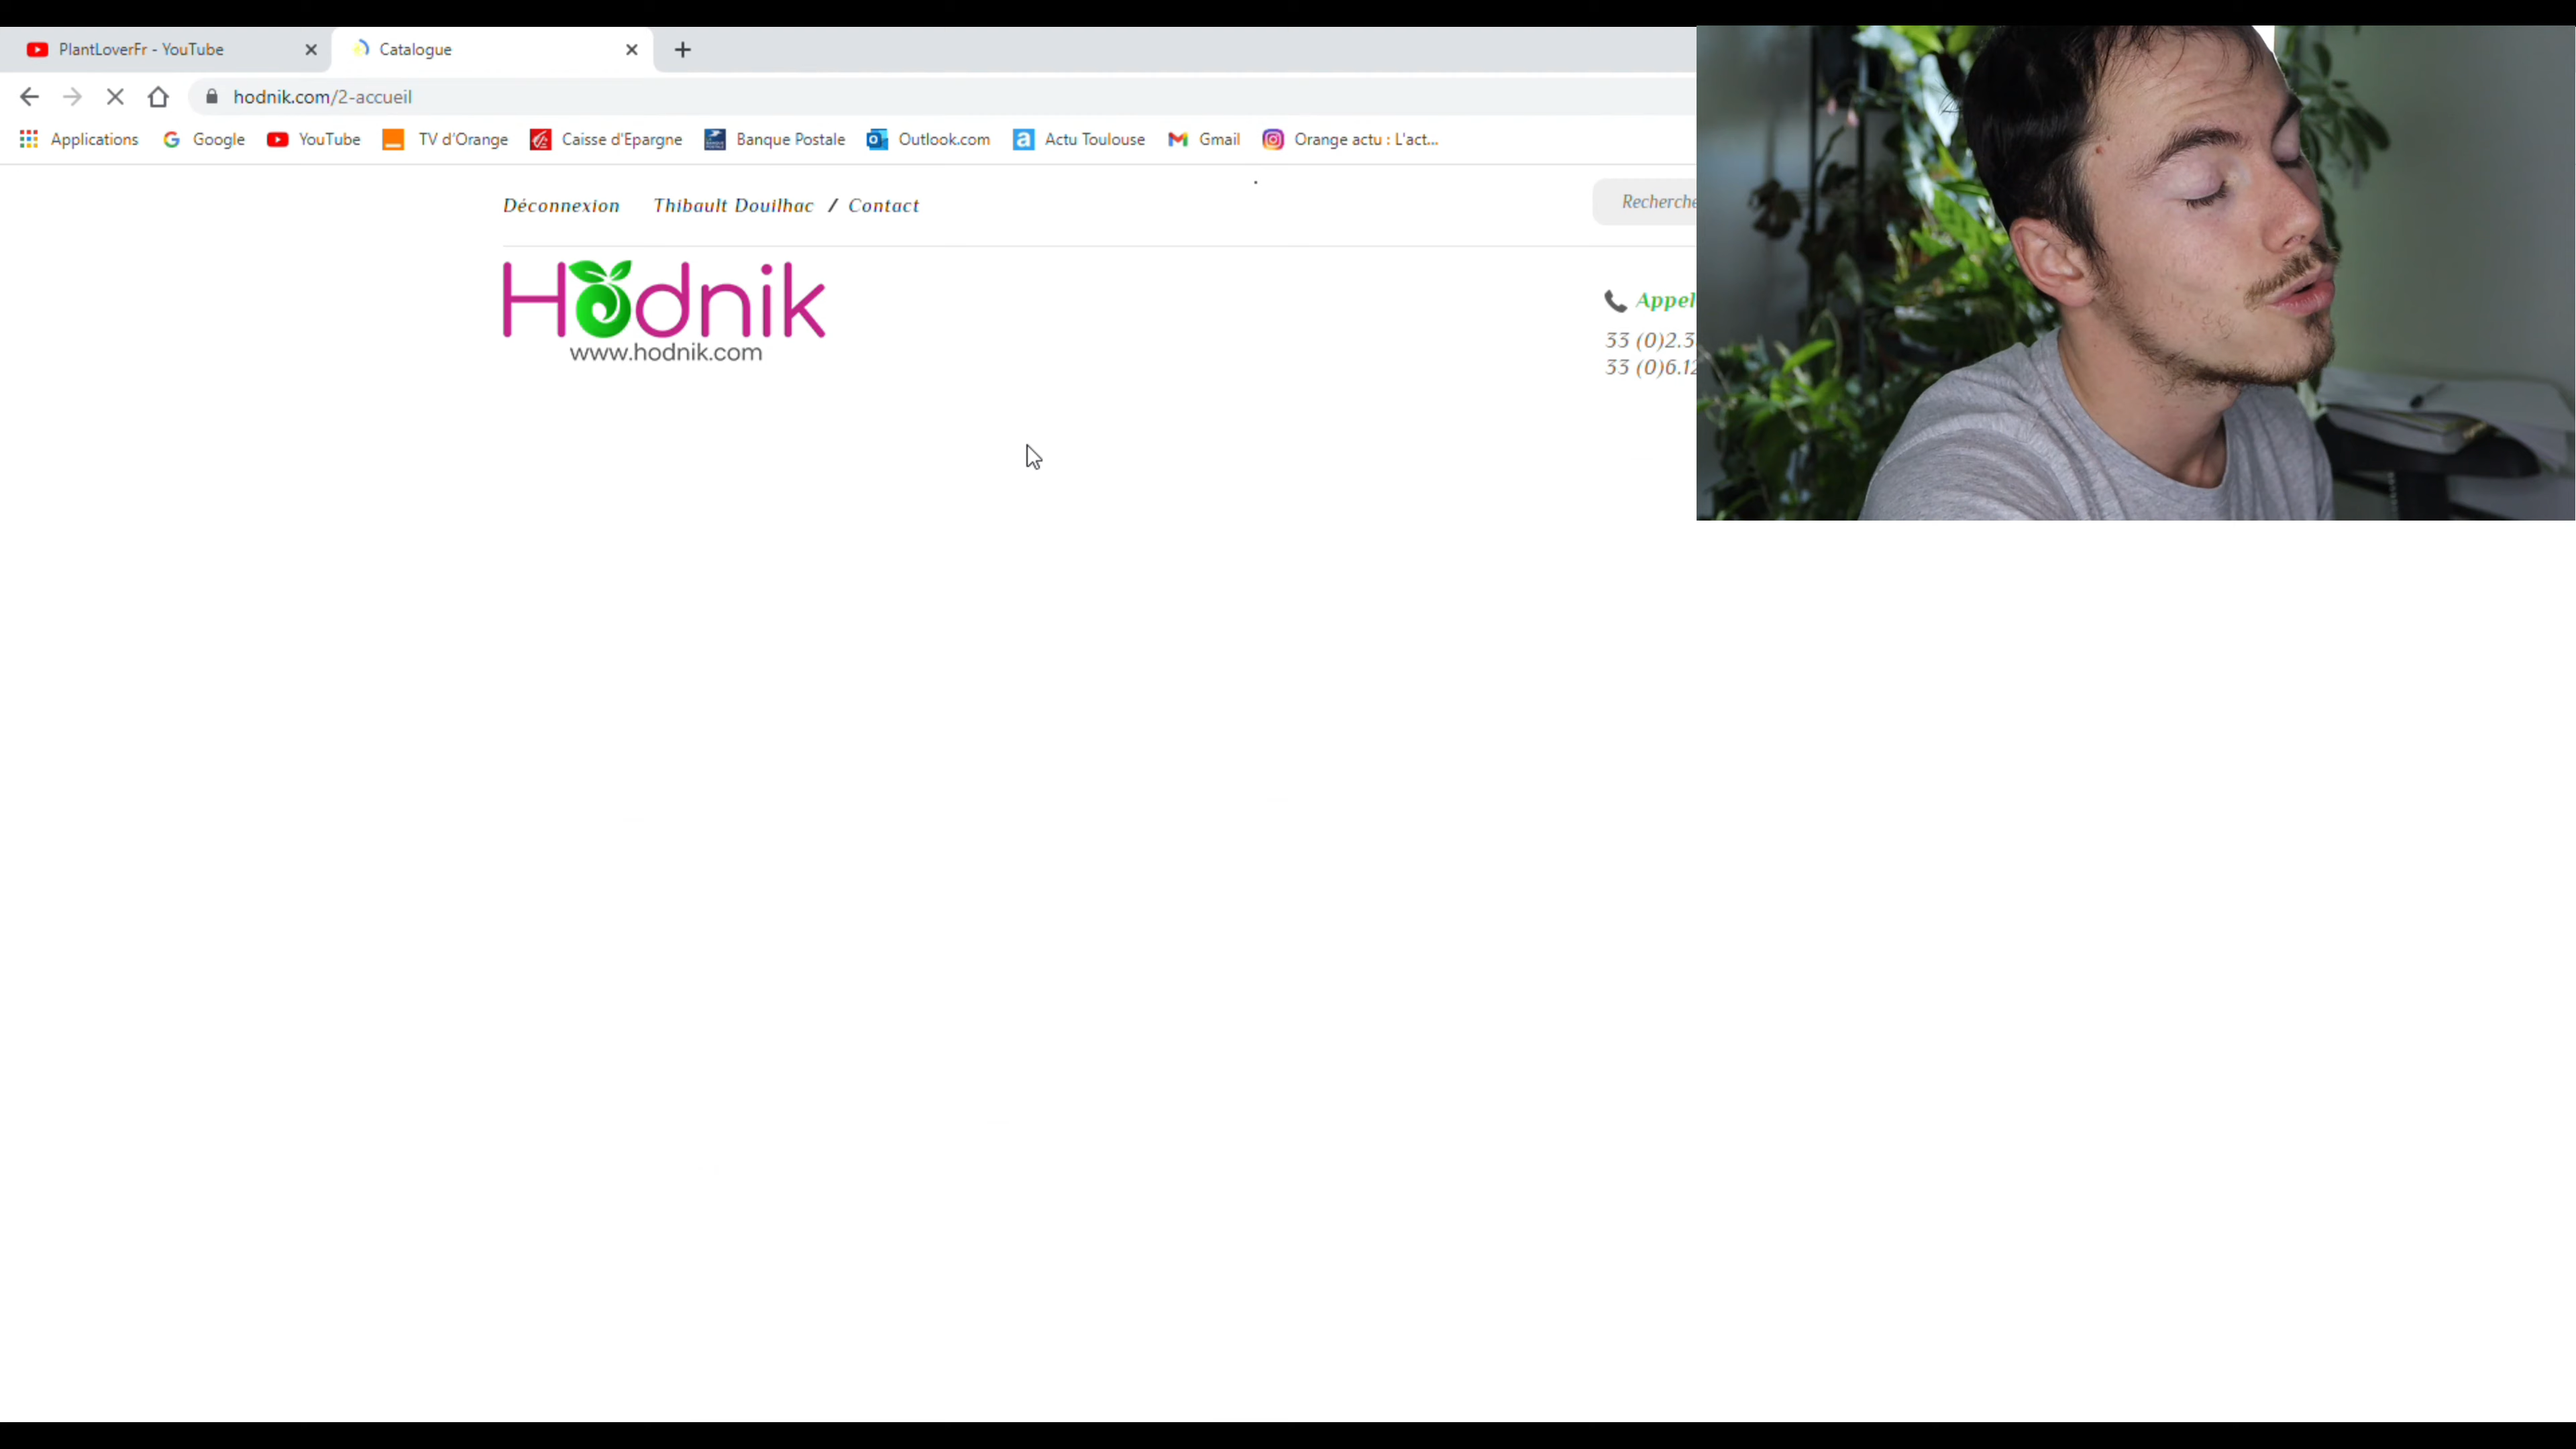 PlantLoverFr - YouTube
Catalogue
hodnik.com/2-accueil
Applications
Google
YouTube
TV d'Orange
Caisse d'Epargne
Banque Postale
Outlook.com
Actu Toulouse
Gmail
Orange actu : L'act...
Déconnexion
Thibault Douilhac / Contact
Recherche
Hodnik
www.hodnik.com
Appel
33 (0)2.3
33 (0)6.12